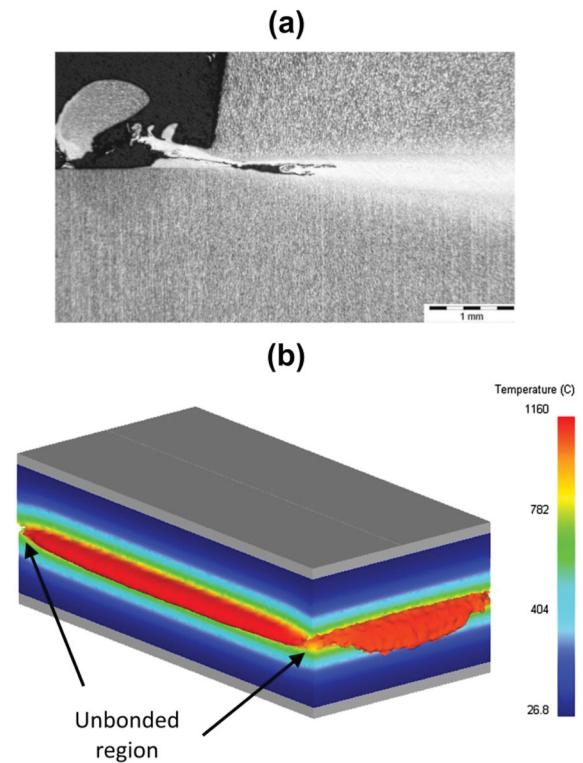 (a)
1 mm
(b)
Temperature (C)
1160
782
404
26.8
Unbonded
region